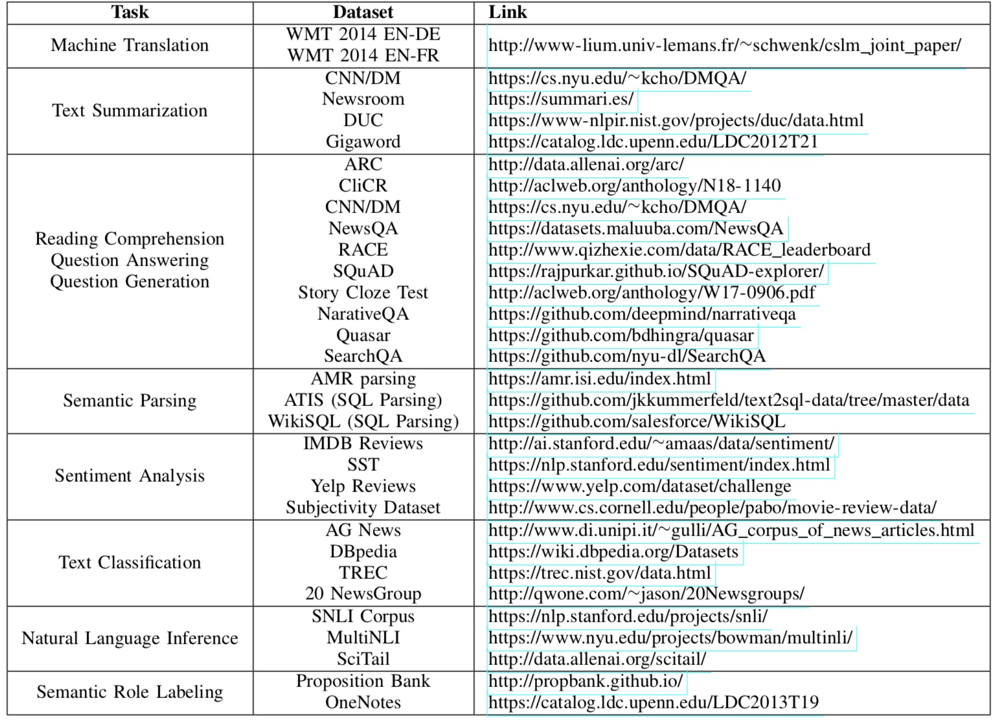 Task Dataset Link
Machine Translation
WMT 2014 EN-DE
WMT 2014 EN-FR
http://www-lium.univ-lemans.fr/~schwenk/cslm_joint_paper/
Text Summarization
CNN/DM https://cs.nyu.edu/~kcho/DMQA/
Newsroom https://summari.es/
DUC https://www-nlpir.nist.gov/projects/duc/data.html
Gigaword https://catalog.ldc.upenn.edu/LDC2012T21
Reading Comprehension
Question Answering
Question Generation
ARC http://data.allenai.org/arc/
CliCR http://aclweb.org/anthology/N18-1140
CNN/DM https://cs.nyu.edu/~kcho/DMQA/
NewsQA https://datasets.maluuba.com/NewsQA
RACE http://www.qizhexie.com/data/RACE_leaderboard
SQuAD https://rajpurkar.github.io/SQuAD-explorer/
Story Cloze Test http://aclweb.org/anthology/W17-0906.pdf
NarativeQA https://github.com/deepmind/narrativeqa
Quasar https://github.com/bdhingra/quasar
SearchQA https://github.com/nyu-dl/SearchQA
Semantic Parsing
AMR parsing https://amr.isi.edu/index.html
ATIS (SQL Parsing) https://github.com/jkkummerfeld/text2sql-data/tree/master/data
WikiSQL (SQL Parsing) https://github.com/salesforce/WikiSQL
Sentiment Analysis
IMDB Reviews http://ai.stanford.edu/~amaas/data/sentiment/
SST https://nlp.stanford.edu/sentiment/index.html
Yelp Reviews https://www.yelp.com/dataset/challenge
Subjectivity Dataset http://www.cs.cornell.edu/people/pabo/movie-review-data/
Text Classification
AG News http://www.di.unipi.it/~gulli/AG_corpus_of_news_articles.html
DBpedia https://wiki.dbpedia.org/Datasets
TREC https://trec.nist.gov/data.html
20 NewsGroup http://qwone.com/~jason/20Newsgroups/
Natural Language Inference
SNLI Corpus https://nlp.stanford.edu/projects/snli/
MultiNLI https://www.nyu.edu/projects/bowman/multinli/
SciTail http://data.allenai.org/scitail/
Semantic Role Labeling
Proposition Bank http://propbank.github.io/
OneNotes https://catalog.ldc.upenn.edu/LDC2013T19